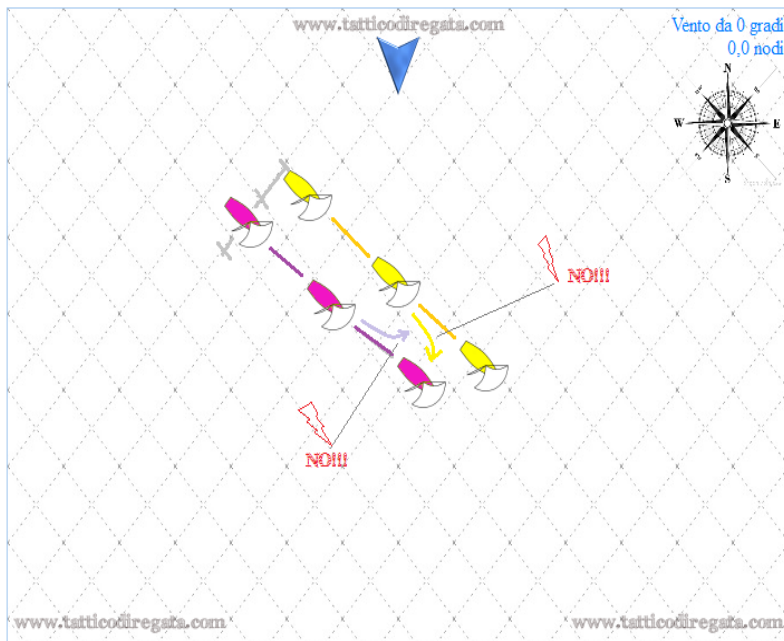 www.tatticodiregata.com
Vento da 0 gradi
0,0 nodi
N
W
E
S
NO!!!
NO!!!
www.tatticodiregata.com
www.tatticodiregata.com